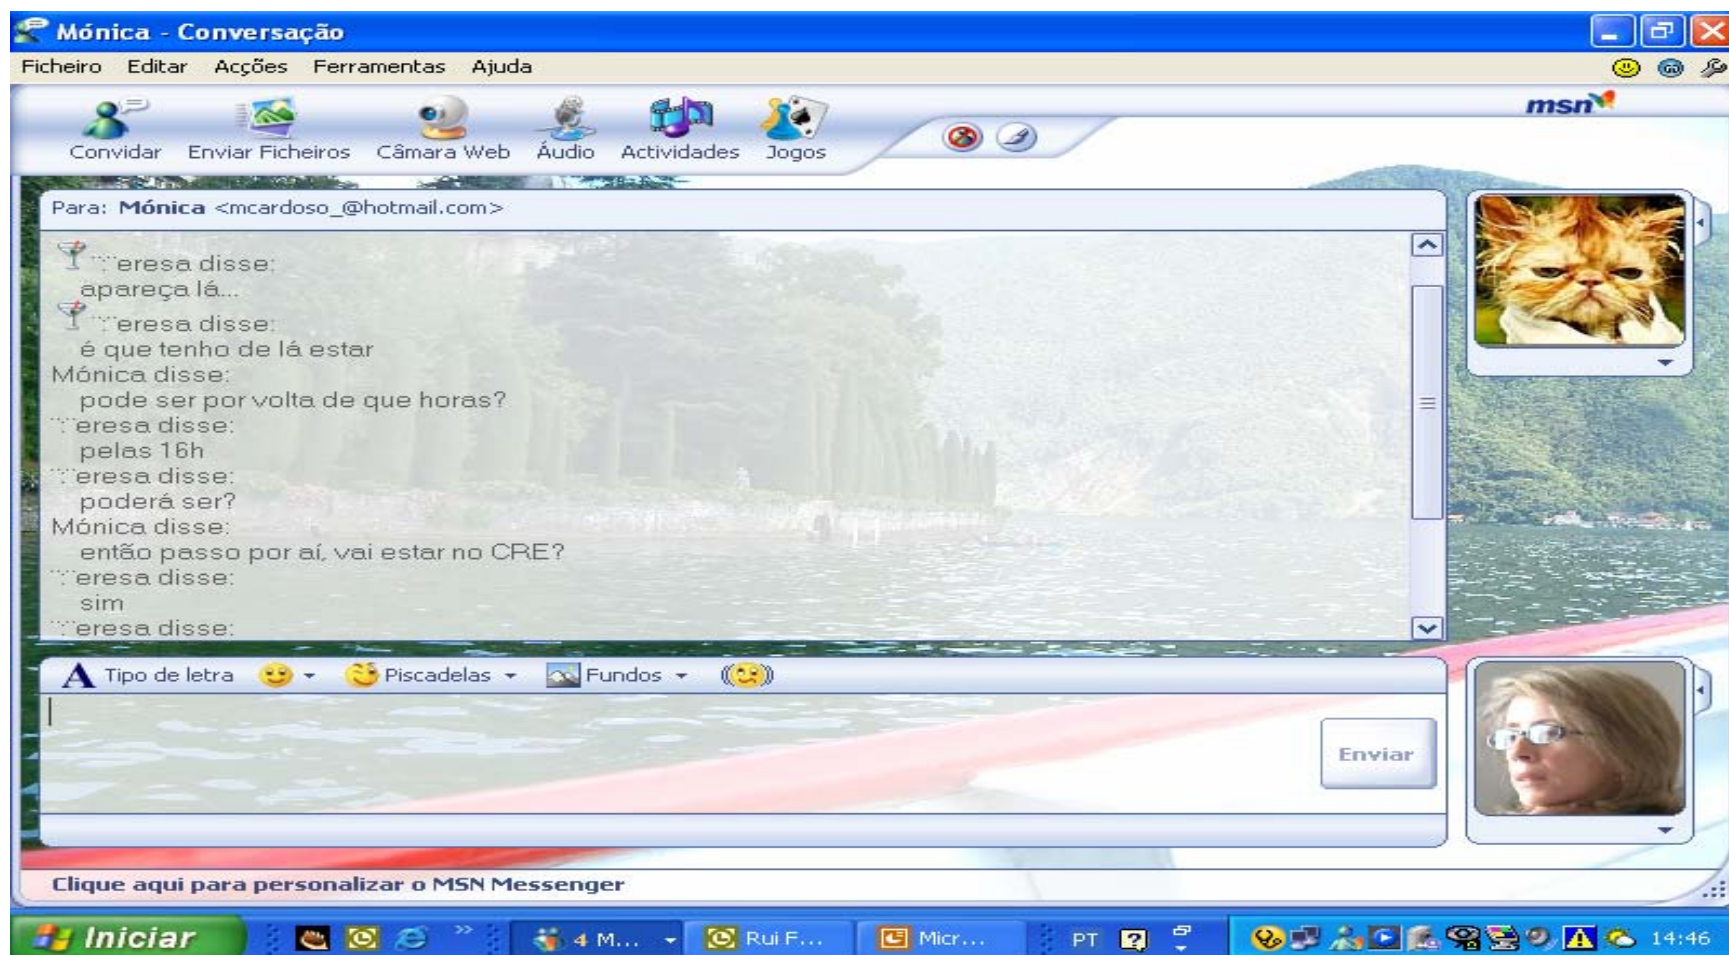 Mónica - Conversação
Ficheiro Editar Acções Ferramentas Ajuda
msn
Convidar Enviar Ficheiros Câmara Web Áudio Actividades Jogos
Para: Mónica <mcardoso_@hotmail.com>
eresa disse:
apareça lá...
eresa disse:
é que tenho de lá estar
Mónica disse:
pode ser por volta de que horas?
eresa disse:
pelas 16h
eresa disse:
poderá ser?
Mónica disse:
então passo por aí, vai estar no CRE?
eresa disse:
sim
eresa disse:
A Tipo de letra Piscadelas Fundos
Enviar
Clique aqui para personalizar o MSN Messenger
Iniciar » 4 M... Rui F... Micr... PT 14:46